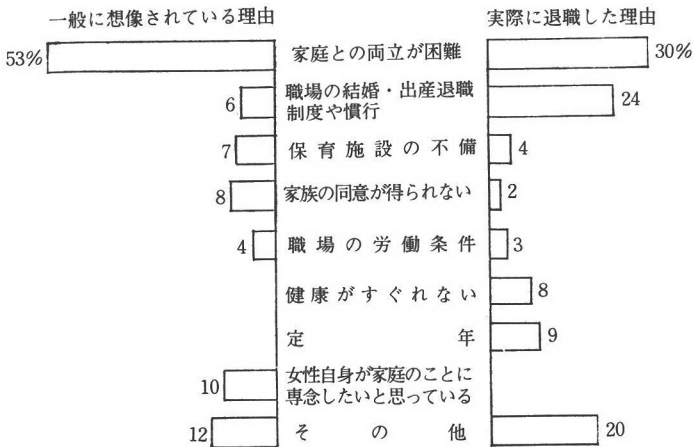 一般に想像されている理由
実際に退職した理由
53% 家庭との両立が困難 30%
6 職場の結婚・出産退職制度や慣行 24
7 保育施設の不備 4
8 家族の同意が得られない 2
4 職場の労働条件 3
健康がすぐれない 8
定年 9
10 女性自身が家庭のことに専念したいと思っている
12 その他 20